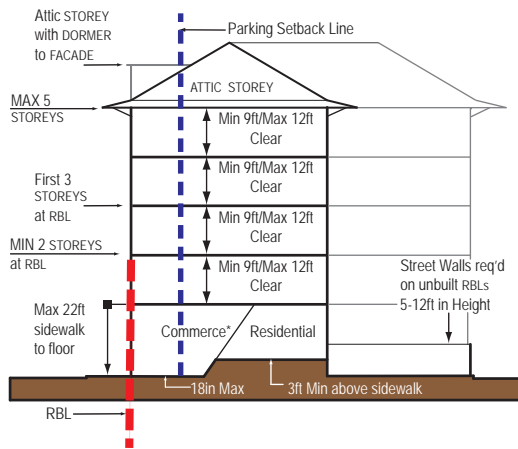 Attic STOREY
with DORMER
to FACADE
Parking Setback Line
ATTIC STOREY
MAX 5
STOREYS
Min 9ft/Max 12ft
Clear
Min 9ft/Max 12ft
Clear
First 3
STOREYS
at RBL
Min 9ft/Max 12ft
Clear
MIN 2 STOREYS
at RBL
Min 9ft/Max 12ft
Clear
Street Walls req'd
on unbuilt RBLs
5-12ft in Height
Max 22ft
sidewalk
to floor
Commerce*
Residential
18in Max
3ft Min above sidewalk
RBL